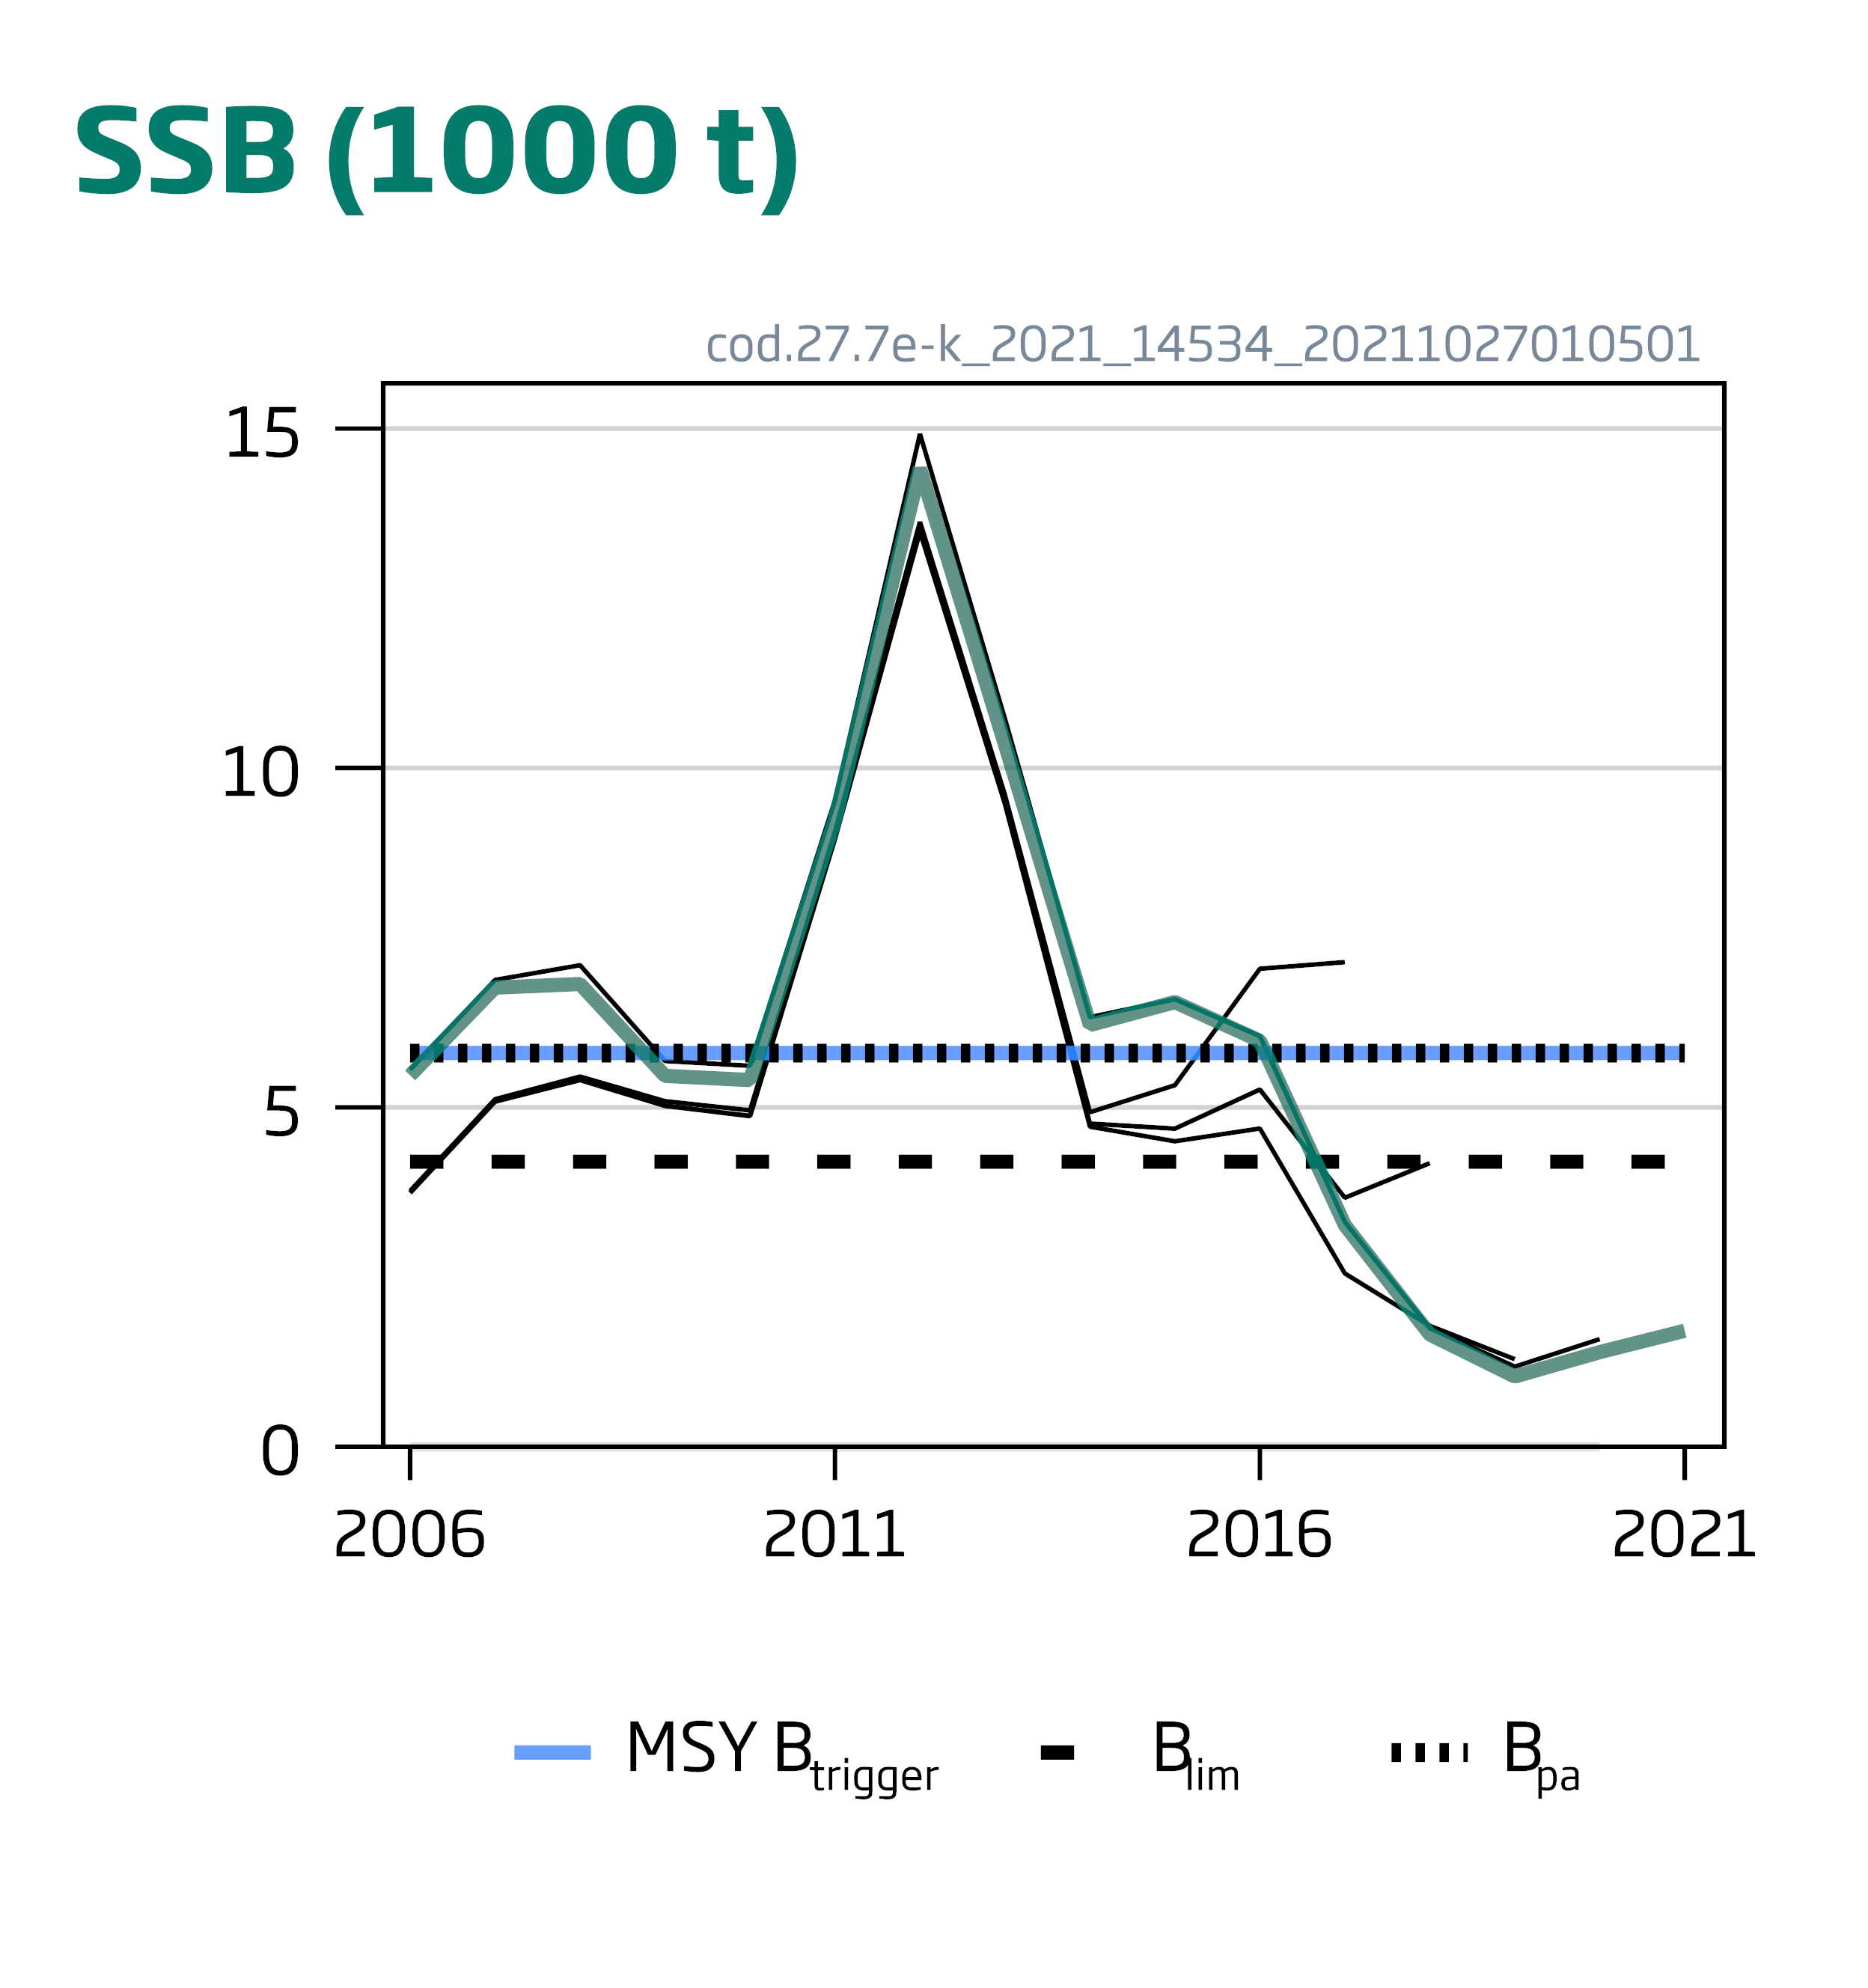 SSB (1000 t)
cod.27.7e-k_2021_14534_20211027010501
15
10
5
0
2006 2011 2016 2021
MSY Btrigger Blim Bpa